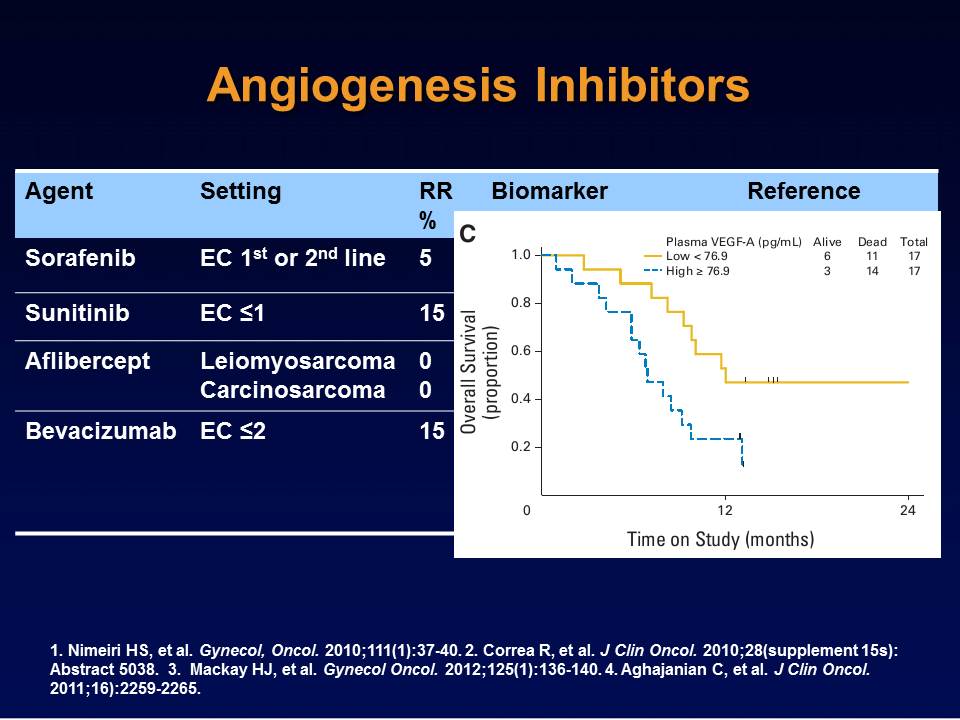 Angiogenesis Inhibitors
Agent Setting RR % Biomarker Reference
Sorafenib EC 1st or 2nd line 5
Sunitinib EC ≤1 15
Aflibercept Leiomyosarcoma 0
Carcinosarcoma 0
Bevacizumab EC ≤2 15
C
Plasma VEGF-A (pg/mL) Alive Dead Total
Low < 76.9 6 11 17
High ≥ 76.9 3 14 17
Overall Survival
(proportion)
1.0
0.8
0.6
0.4
0.2
0 12 24
Time on Study (months)
1. Nimeiri HS, et al. Gynecol, Oncol. 2010;111(1):37-40. 2. Correa R, et al. J Clin Oncol. 2010;28(supplement 15s):
Abstract 5038. 3. Mackay HJ, et al. Gynecol Oncol. 2012;125(1):136-140. 4. Aghajanian C, et al. J Clin Oncol.
2011;16):2259-2265.